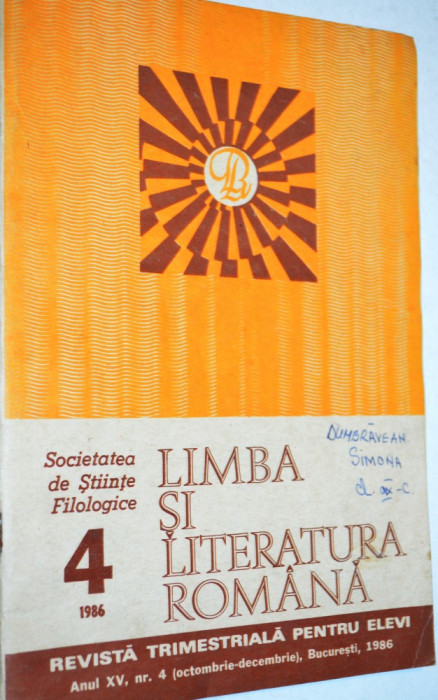 Societatea
de Științe
Filologice
4
1986
LIMBA
ȘI
LITERATURA
ROMÂNĂ
DUMBRĂVEAN
SIMONA
REVISTĂ TRIMESTRIALĂ PENTRU ELEVI
Anul XV, nr. 4 (octombrie-decembrie), București, 1986